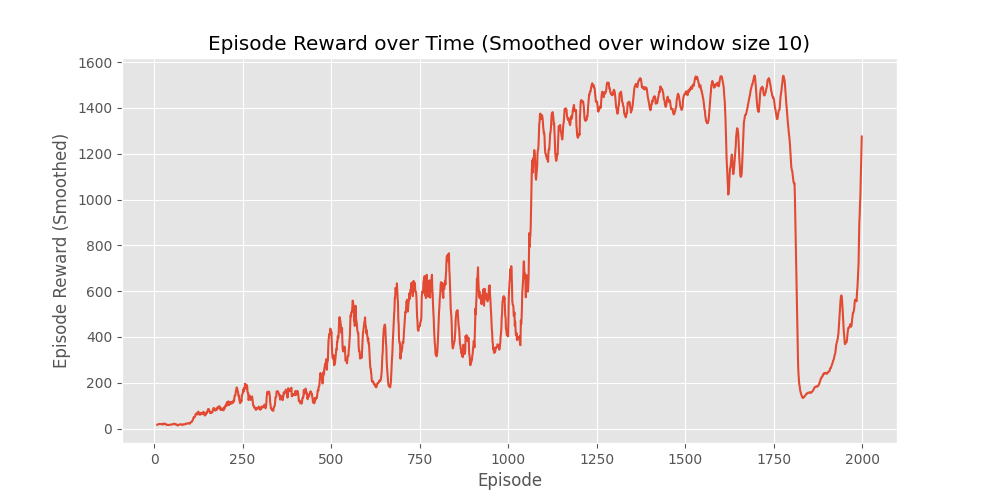 Episode Reward over Time (Smoothed over window size 10)
1600
1400
1200
1000
800
600
400
200
0
Episode Reward (Smoothed)
0 250 500 750 1000 1250 1500 1750 2000
Episode